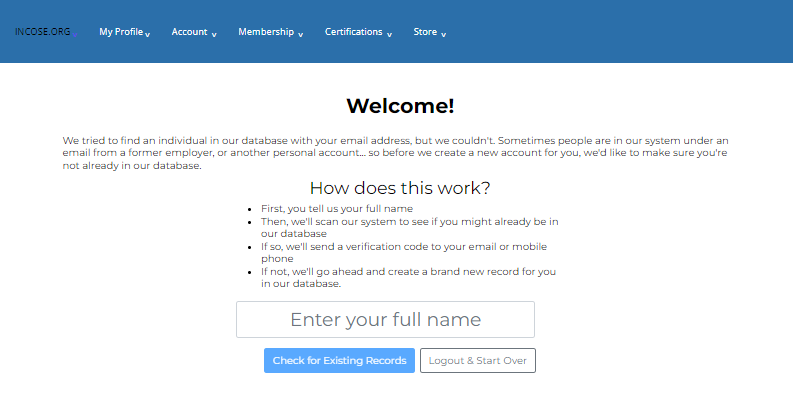 INCOSE.ORG My Profile Account Membership Certifications Store
Welcome!
We tried to find an individual in our database with your email address, but we couldn't. Sometimes people are in our system under an
email from a former employer, or another personal account... so before we create a new account for you, we'd like to make sure you're
not already in our database.
How does this work?
• First, you tell us your full name
• Then, we'll scan our system to see if you might already be in
our database
• If so, we'll send a verification code to your email or mobile
phone
• If not, we'll go ahead and create a brand new record for you
in our database.
Enter your full name
Check for Existing Records Logout & Start Over